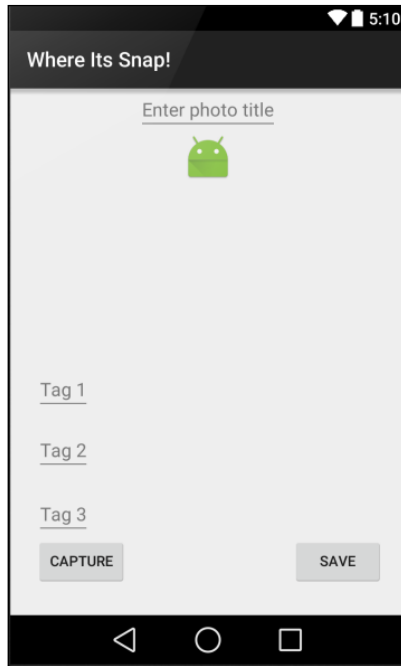 5:10
Where Its Snap!
Enter photo title
Tag 1
Tag 2
Tag 3
CAPTURE SAVE